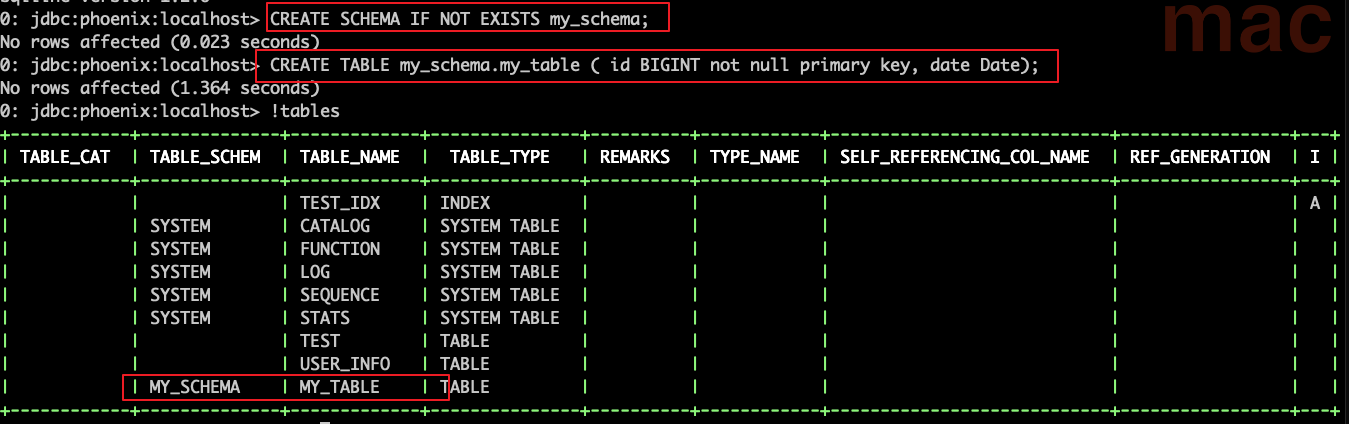 0: jdbc:phoenix:localhost> CREATE SCHEMA IF NOT EXISTS my_schema;
No rows affected (0.023 seconds)
0: jdbc:phoenix:localhost> CREATE TABLE my_schema.my_table ( id BIGINT not null primary key, date Date);
No rows affected (1.364 seconds)
0: jdbc:phoenix:localhost> !tables
+------------+--------------+-------------+---------------+----------+------------+----------------------------+-----------------+---+
| TABLE_CAT | TABLE_SCHEM | TABLE_NAME | TABLE_TYPE | REMARKS | TYPE_NAME | SELF_REFERENCING_COL_NAME | REF_GENERATION | I |
+------------+--------------+-------------+---------------+----------+------------+----------------------------+-----------------+---+
| | | TEST_IDX | INDEX | | | | | A |
| | SYSTEM | CATALOG | SYSTEM TABLE | | | | | |
| | SYSTEM | FUNCTION | SYSTEM TABLE | | | | | |
| | SYSTEM | LOG | SYSTEM TABLE | | | | | |
| | SYSTEM | SEQUENCE | SYSTEM TABLE | | | | | |
| | SYSTEM | STATS | SYSTEM TABLE | | | | | |
| | | TEST | TABLE | | | | | |
| | | USER_INFO | TABLE | | | | | |
| | MY_SCHEMA | MY_TABLE | TABLE | | | | | |
+------------+--------------+-------------+---------------+----------+------------+----------------------------+-----------------+---+
mac